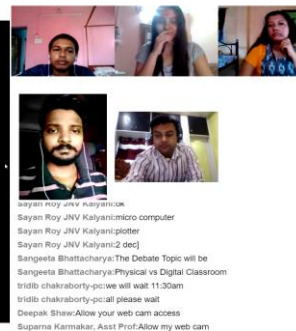 Sayan Roy JNV Kalyani:ok
Sayan Roy JNV Kalyani:micro computer
Sayan Roy JNV Kalyani:plotter
Sayan Roy JNV Kalyani:2 dec]
Sangeeta Bhattacharya:The Debate Topic will be
Sangeeta Bhattacharya:Physical vs Digital Classroom
tridib chakraborty-pc:we will wait 11:30am
tridib chakraborty-pc:all please wait
Deepak Shaw:Allow your web cam access
Suparna Karmakar, Asst Prof:Allow my web cam